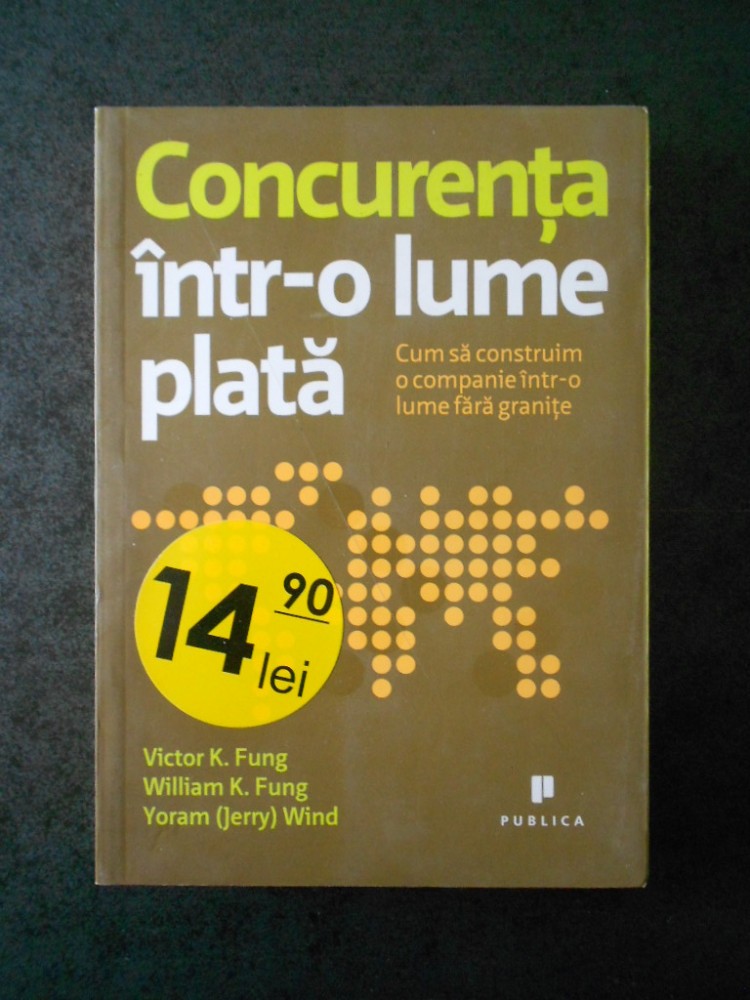 Concurența
într-o lume
plată
Cum să construim
o companie într-o
lume fără granițe
14 90
lei
Victor K. Fung
William K. Fung
Yoram (Jerry) Wind
PUBLICA